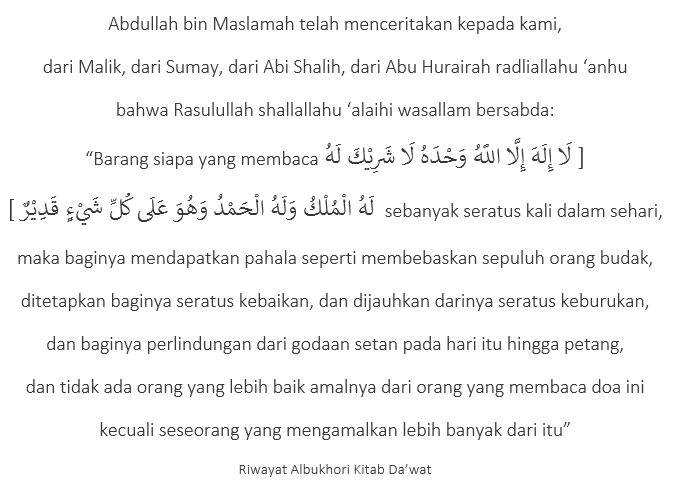 Abdullah bin Maslamah telah menceritakan kepada kami,
dari Malik, dari Sumay, dari Abi Shalih, dari Abu Hurairah radliallahu ‘anhu
bahwa Rasulullah shallallahu ‘alaihi wasallam bersabda:
“Barang siapa yang membaca [ لَا إِلَهَ إِلَّا اللَّهُ وَحْدَهُ لَا شَرِيْكَ لَهُ
لَهُ الْمُلْكُ وَلَهُ الْحَمْدُ وَهُوَ عَلَى كُلِّ شَيْءٍ قَدِيْرٌ ] sebanyak seratus kali dalam sehari,
maka baginya mendapatkan pahala seperti membebaskan sepuluh orang budak,
ditetapkan baginya seratus kebaikan, dan dijauhkan darinya seratus keburukan,
dan baginya perlindungan dari godaan setan pada hari itu hingga petang,
dan tidak ada orang yang lebih baik amalnya dari orang yang membaca doa ini
kecuali seseorang yang mengamalkan lebih banyak dari itu”
Riwayat Albukhori Kitab Da’wat